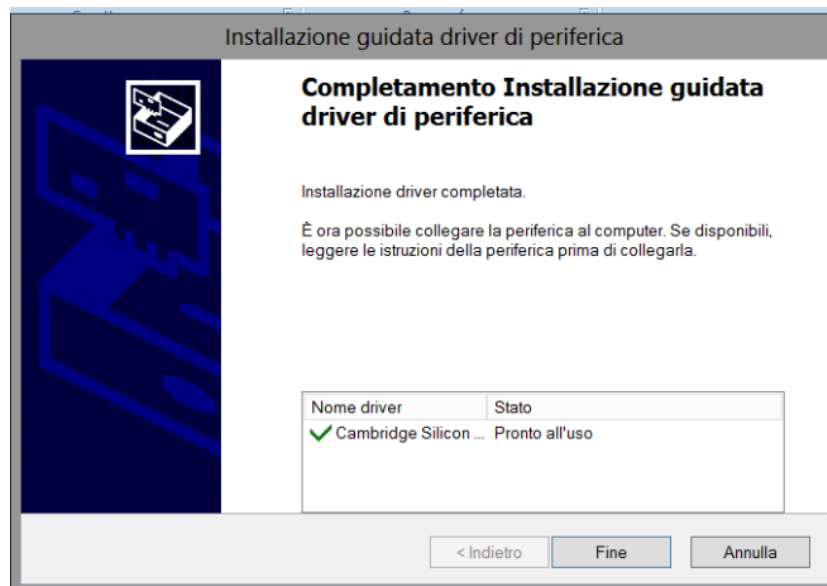 Installazione guidata driver di periferica
Completamento Installazione guidata
driver di periferica
Installazione driver completata.
È ora possibile collegare la periferica al computer. Se disponibili,
leggere le istruzioni della periferica prima di collegarla.
Nome driver Stato
Cambridge Silicon ... Pronto all'uso
< Indietro Fine Annulla